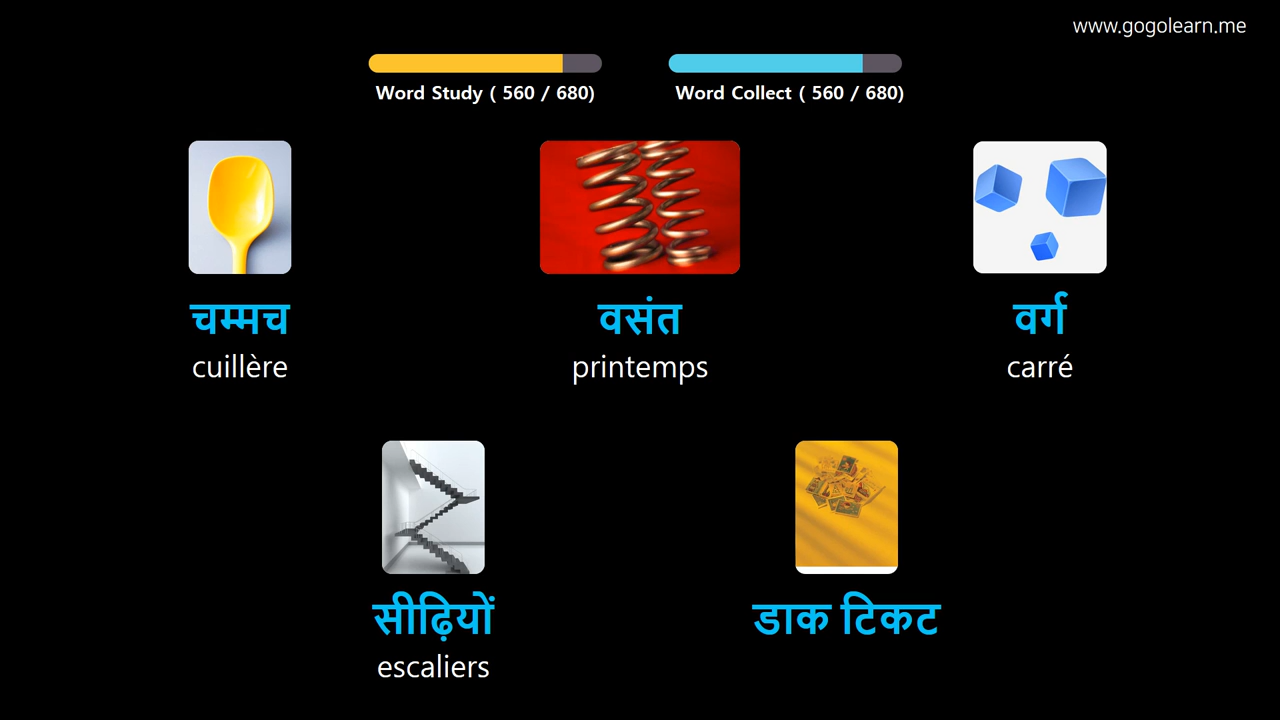 www.gogolearn.me
Word Study ( 560 / 680)
Word Collect ( 560 / 680)
चम्मच
cuillère
वसंत
printemps
वर्ग
carré
सीढ़ियों
escaliers
डाक टिकट